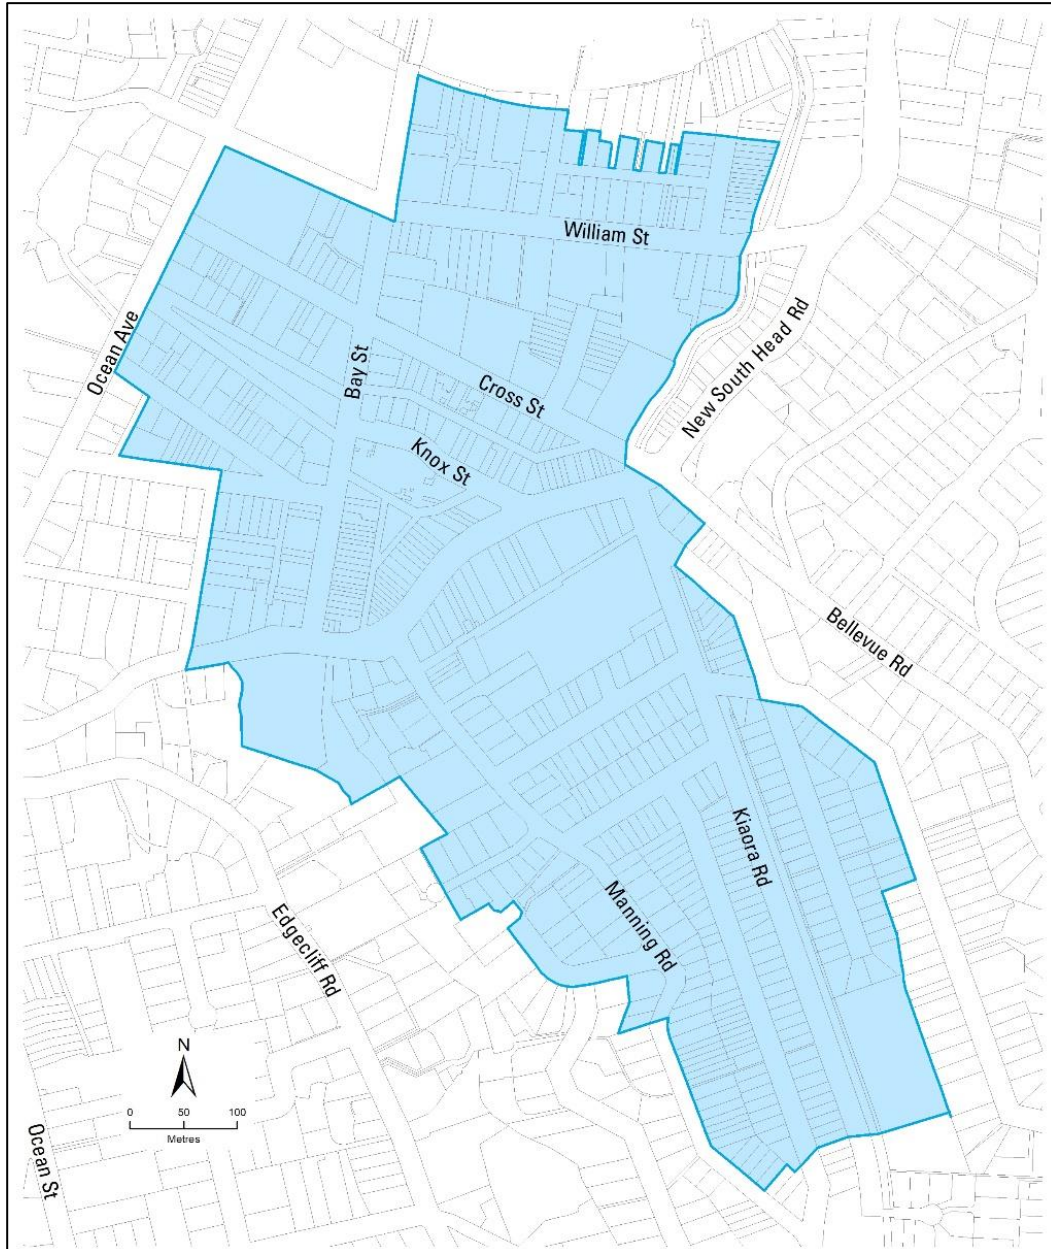 William St
Ocean Ave
Bay St
New South Head Rd
Cross St
Knox St
Bellevue Rd
Kiaora Rd
Manning Rd
Edgecliff Rd
N
0 50 100
Metres
Ocean St